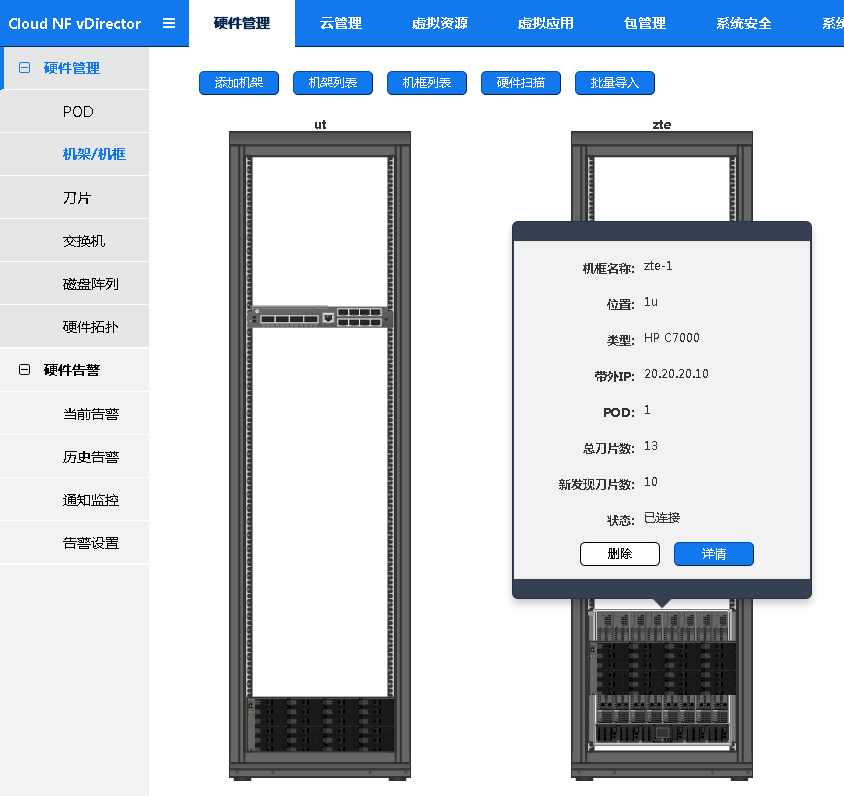 Cloud NF vDirector
硬件管理
云管理
虚拟资源
虚拟应用
包管理
系统安全
系统
硬件管理
POD
机架/机框
刀片
交换机
磁盘阵列
硬件拓扑
硬件告警
当前告警
历史告警
通知监控
告警设置
添加机架
机架列表
机框列表
硬件扫描
批量导入
ut
zte
机框名称: zte-1
位置: 1u
类型: HP C7000
带外IP: 20.20.20.10
POD: 1
总刀片数: 13
新发现刀片数: 10
状态: 已连接
删除
详情